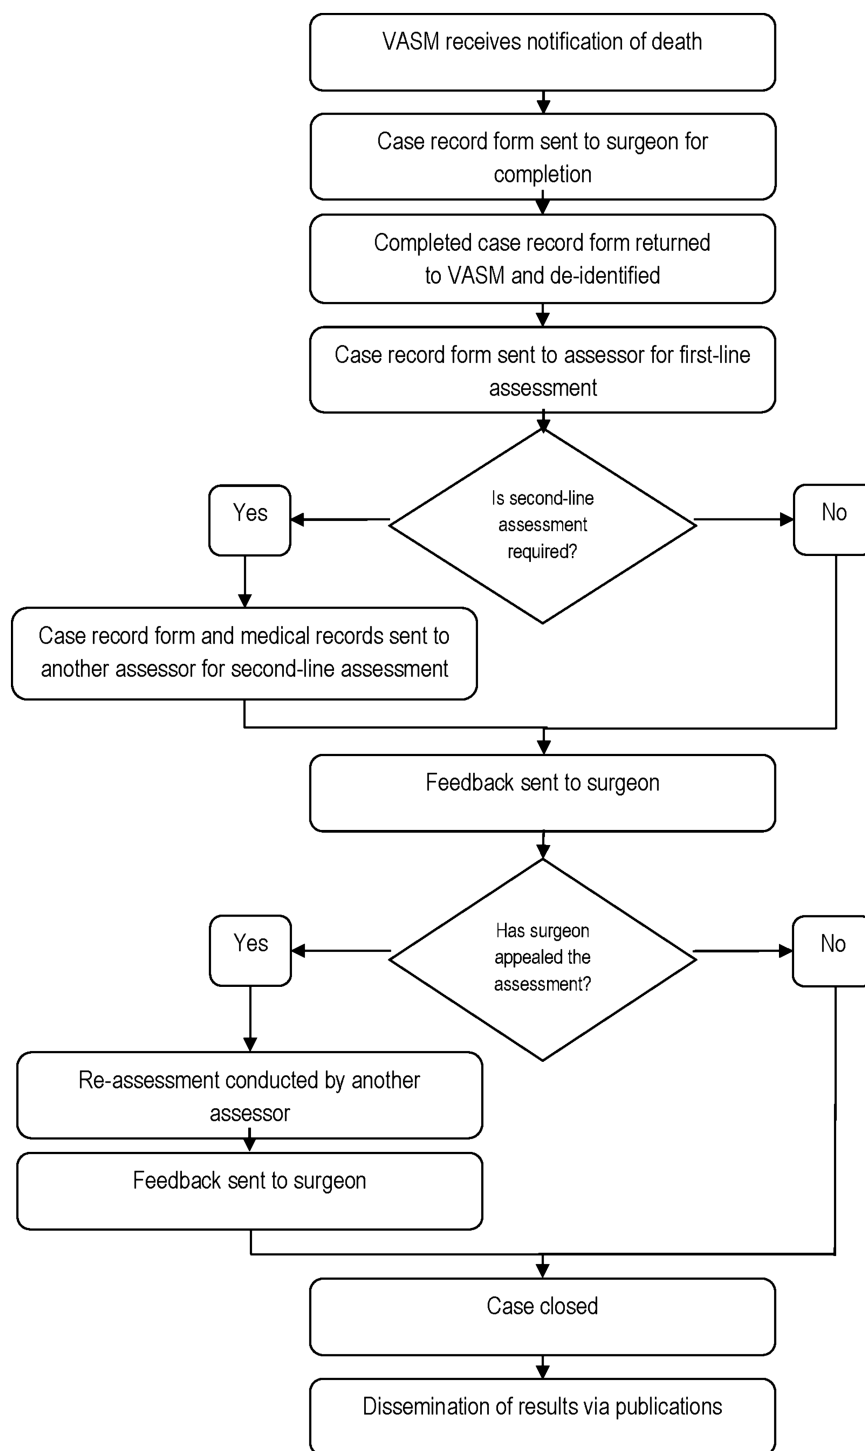 VASM receives notification of death
Case record form sent to surgeon for
completion
Completed case record form returned
to VASM and de-identified
Case record form sent to assessor for first-line
assessment
Is second-line
assessment
required?
Yes
No
Case record form and medical records sent to
another assessor for second-line assessment
Feedback sent to surgeon
Has surgeon
appealed the
assessment?
Yes
No
Re-assessment conducted by another
assessor
Feedback sent to surgeon
Case closed
Dissemination of results via publications